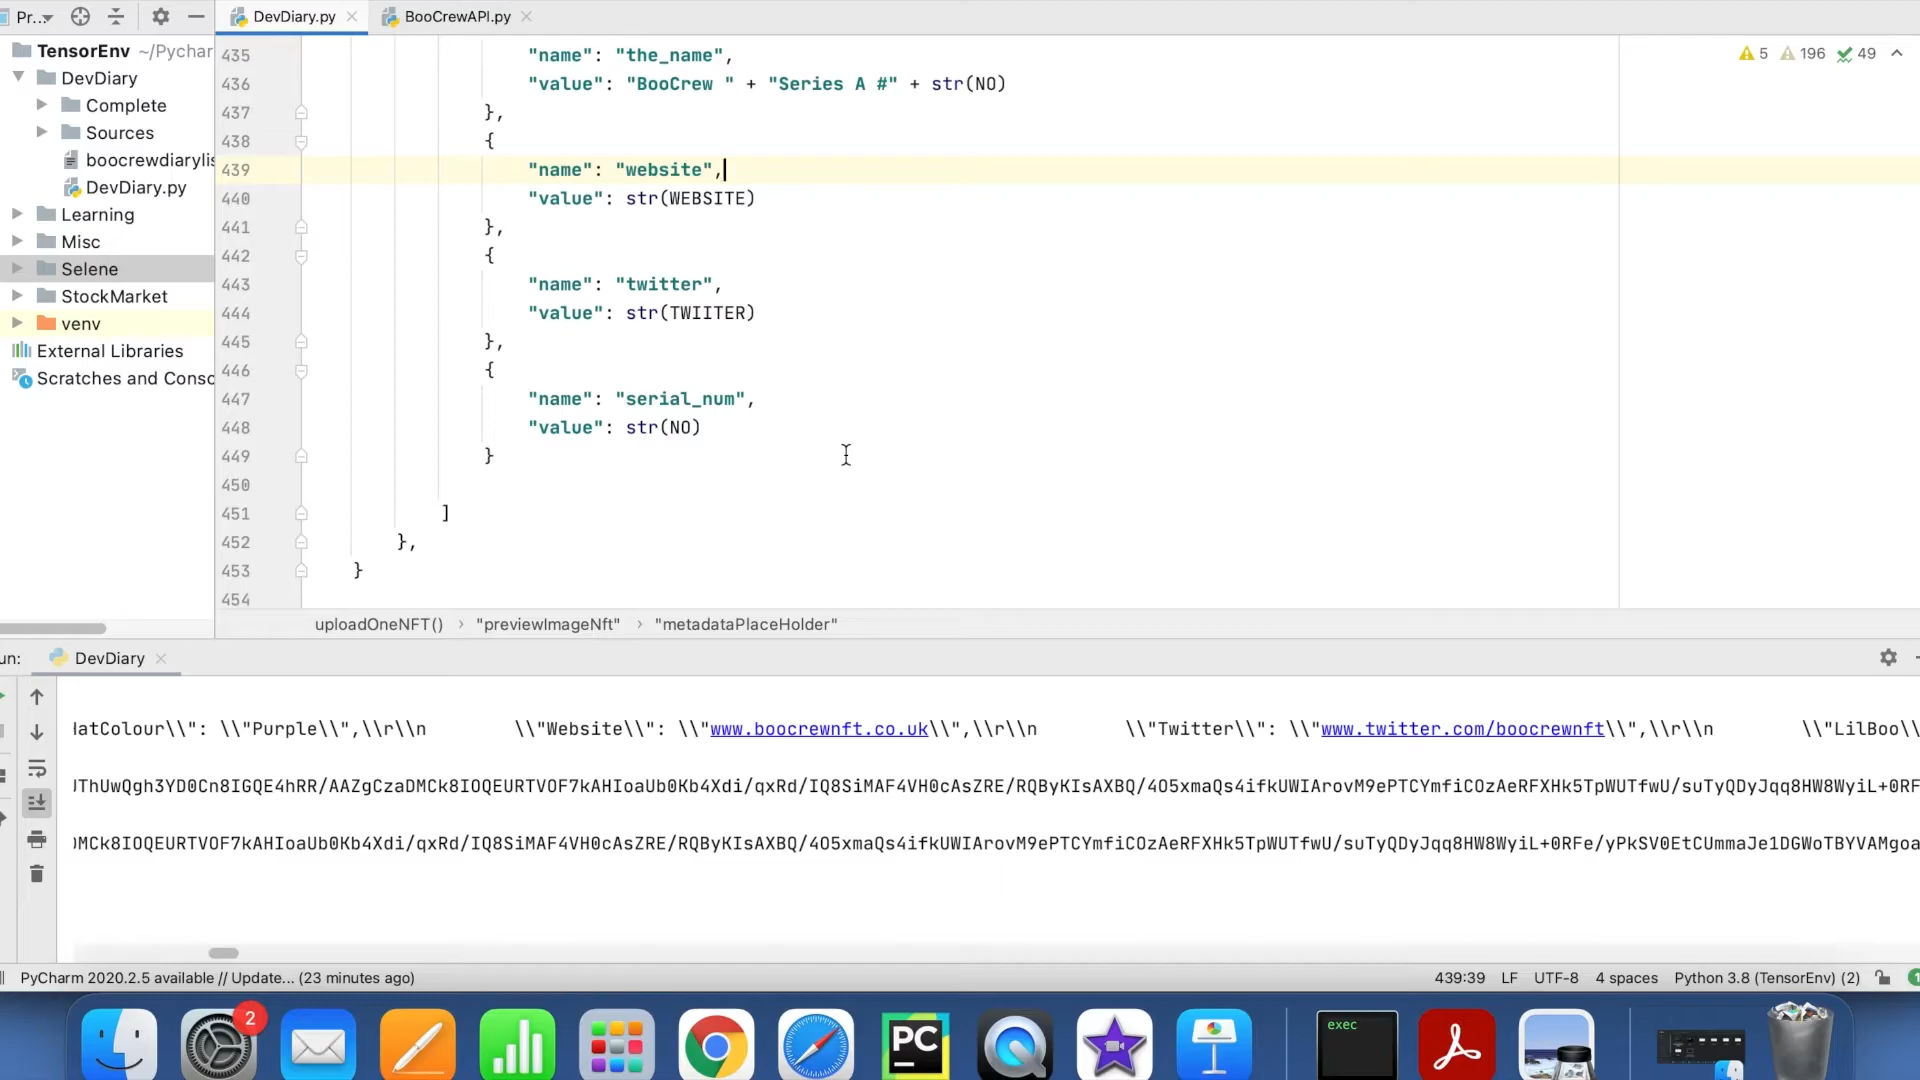 Pr...
DevDiary.py
BooCrewAPI.py
TensorEnv ~/Pychar
DevDiary
Complete
Sources
boocrewdiarylis
DevDiary.py
Learning
Misc
Selene
StockMarket
venv
External Libraries
Scratches and Consc
5 196 49
435 "name": "the_name",
436 "value": "BooCrew " + "Series A #" + str(NO)
437 },
438 {
439 "name": "website",
440 "value": str(WEBSITE)
441 },
442 {
443 "name": "twitter",
444 "value": str(TWIITER)
445 },
446 {
447 "name": "serial_num",
448 "value": str(NO)
449 }
450
451 ]
452 },
453 }
454
uploadOneNFT() › "previewImageNft" › "metadataPlaceHolder"
un: DevDiary
latColour\\": \\"Purple\\",\\r\\n \\"Website\\": \\"www.boocrewnft.co.uk\\",\\r\\n \\"Twitter\\": \\"www.twitter.com/boocrewnft\\",\\r\\n \\"LilBoo\\
JThUwQgh3YD0Cn8IGQE4hRR/AAZgCzaDMCk8IOQEURTVOF7kAHIoaUb0Kb4Xdi/qxRd/IQ8SiMAF4VH0cAsZRE/RQByKIsAXBQ/4O5xmaQs4ifkUWIArovM9ePTCYmfiCOzAeRFXHk5TpWUTfwU/suTyQDyJqq8HW8WyiL+0RF
)MCk8IOQEURTVOF7kAHIoaUb0Kb4Xdi/qxRd/IQ8SiMAF4VH0cAsZRE/RQByKIsAXBQ/4O5xmaQs4ifkUWIArovM9ePTCYmfiCOzAeRFXHk5TpWUTfwU/suTyQDyJqq8HW8WyiL+0RFe/yPkSV0EtCUmmaJe1DGWoTBYVAMgoa
PyCharm 2020.2.5 available // Update... (23 minutes ago)
439:39 LF UTF-8 4 spaces Python 3.8 (TensorEnv) (2)
2
PC
exec